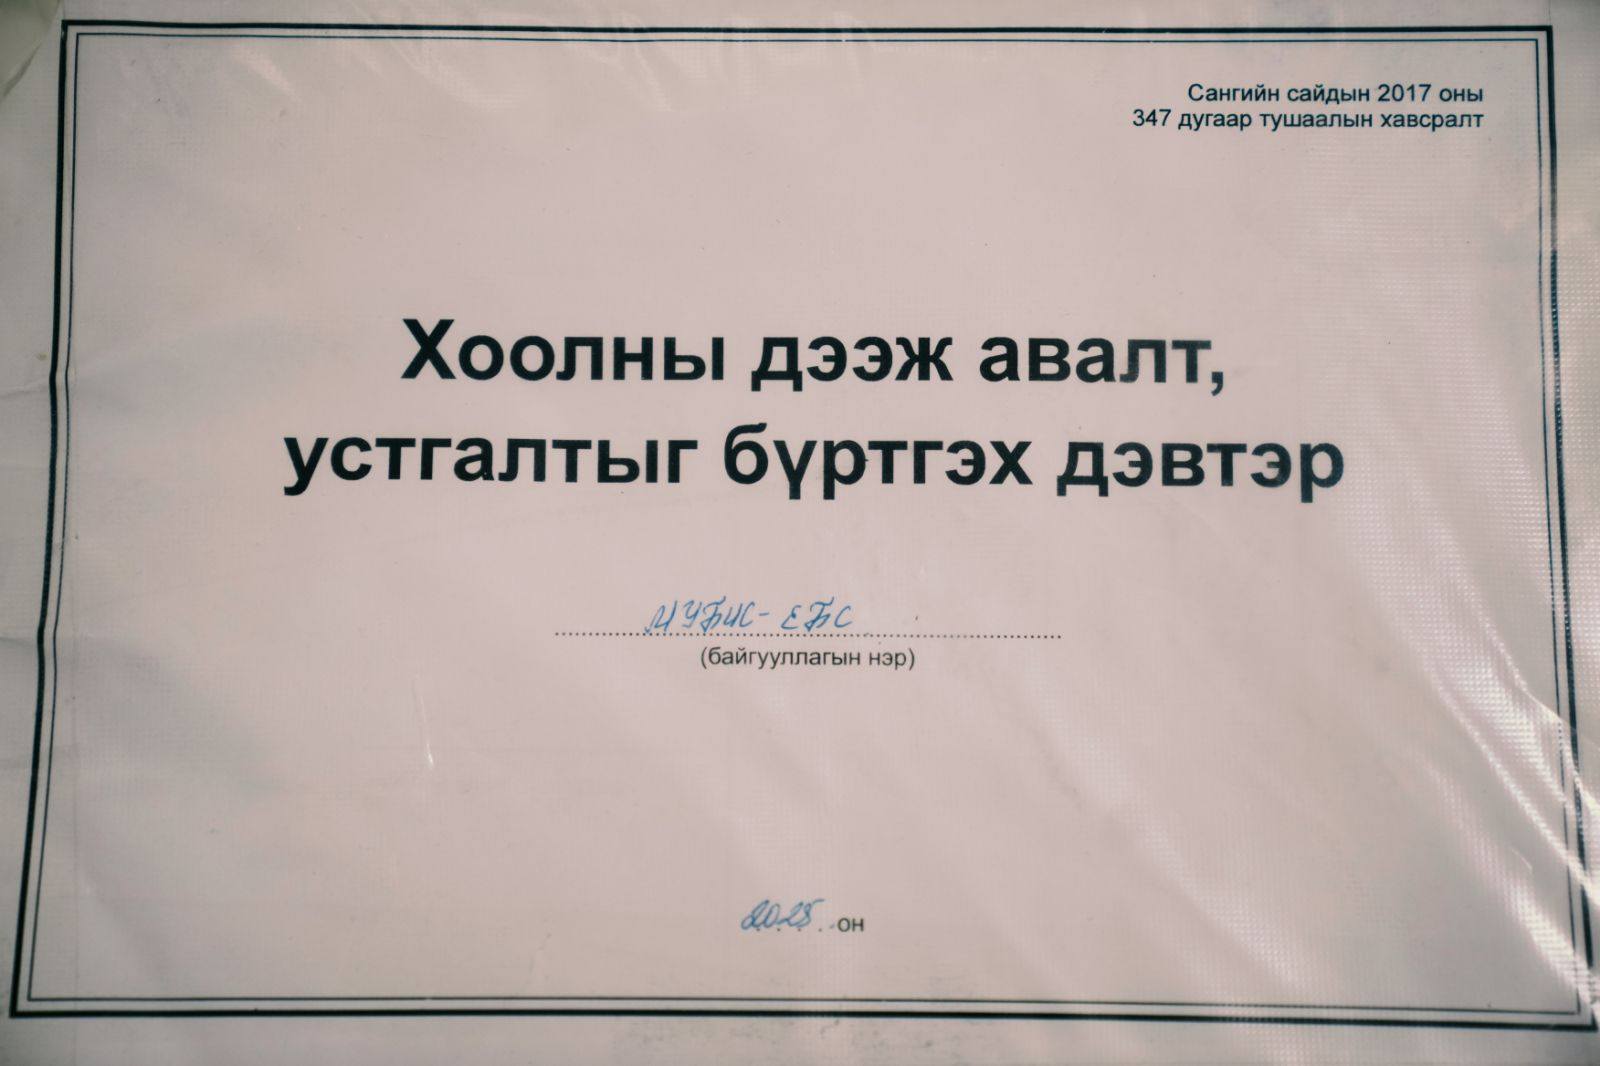 Сангийн сайдын 2017 оны
347 дугаар тушаалын хавсралт
Хоолны дээж авалт,
устгалтыг бүртгэх дэвтэр
МУБИС- ЕБС
(байгууллагын нэр)
2025 он